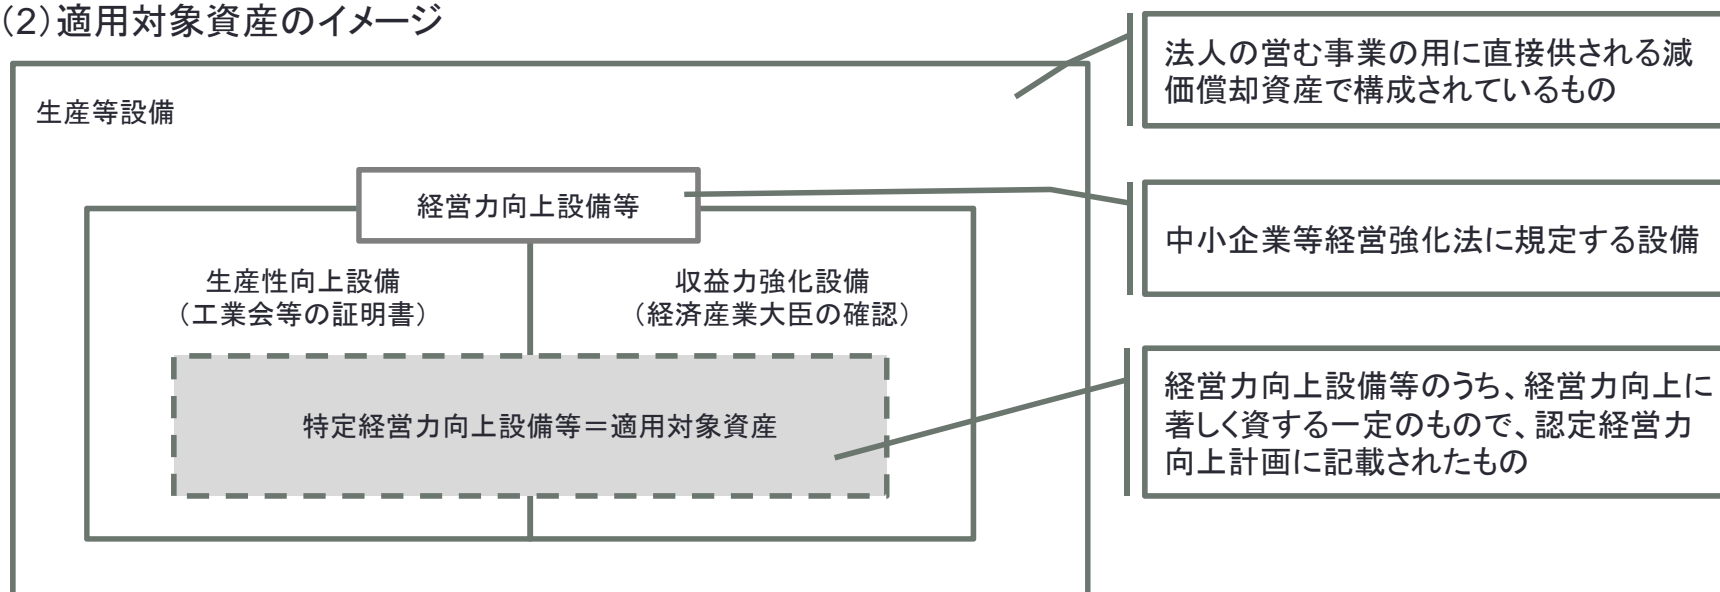 (2)適用対象資産のイメージ
法人の営む事業の用に直接供される減
価償却資産で構成されているもの
生産等設備
経営力向上設備等
中小企業等経営強化法に規定する設備
生産性向上設備
(工業会等の証明書)
収益力強化設備
(経済産業大臣の確認)
特定経営力向上設備等=適用対象資産
経営力向上設備等のうち、経営力向上に
著しく資する一定のもので、認定経営力
向上計画に記載されたもの